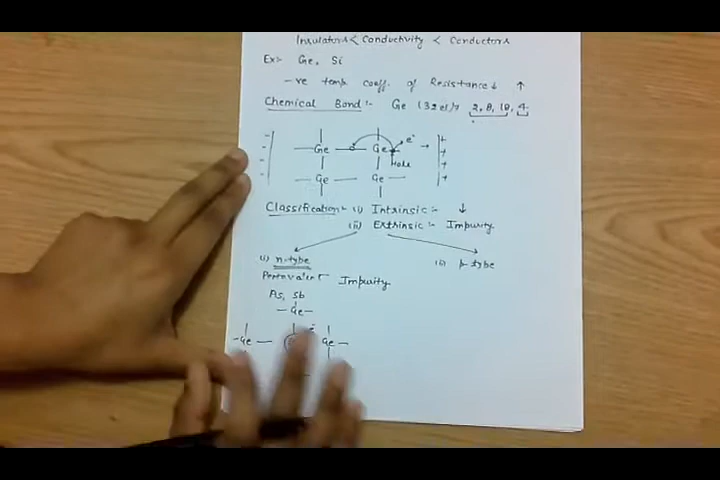 Insulators < Conductivity < Conductors
Ex:- Ge, Si
-ve temp coeff. of Resistance ↓ ↑
Chemical Bond :- Ge (32 el) 2, 8, 18, 4
- Ge Ge e⁻ → +
- +
- Hole +
- Ge Ge +
Classification :- (i) Intrinsic :- ↓
(ii) Extrinsic :- Impurity
(i) n-type (ii) p-type
Pentavalent Impurity
As, Sb
Ge
Ge Ge